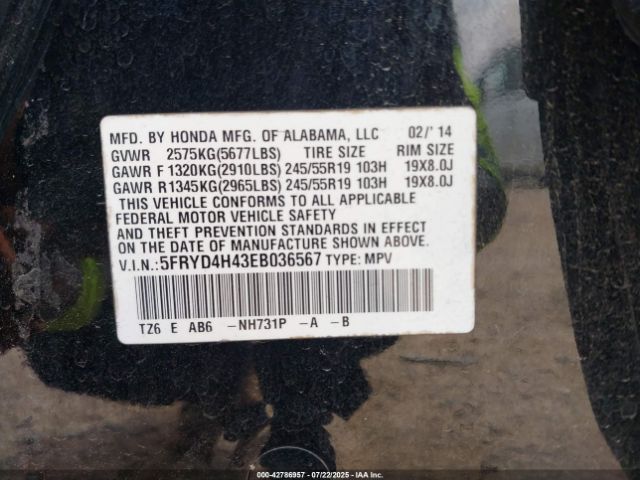 MFD. BY HONDA MFG. OF ALABAMA, LLC 02/' 14
GVWR 2575KG(5677LBS) TIRE SIZE RIM SIZE
GAWR F 1320KG(2910LBS) 245/55R19 103H 19X8.0J
GAWR R1345KG(2965LBS) 245/55R19 103H 19X8.0J
THIS VEHICLE CONFORMS TO ALL APPLICABLE
FEDERAL MOTOR VEHICLE SAFETY
AND THEFT PREVENTION STANDARDS IN EFFECT
ON THE DATE OF MANUFACTURE SHOWN ABOVE.
V.I.N.:5FRYD4H43EB036567 TYPE: MPV
TZ6 E AB6 -NH731P -A -B
000-42786957 - 07/22/2025 - IAA Inc.